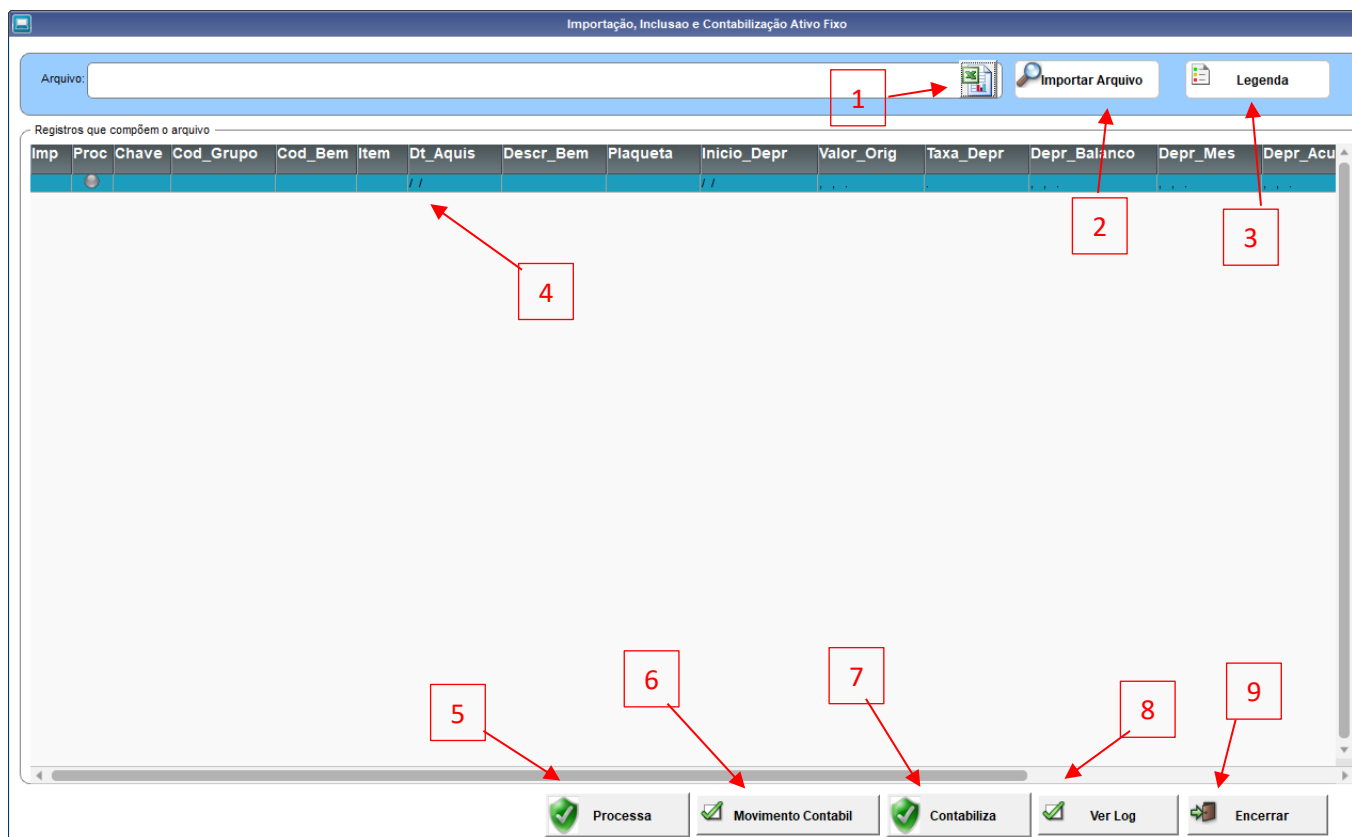 Importação, Inclusao e Contabilização Ativo Fixo
Arquivo:
1
Importar Arquivo
Legenda
Registros que compõem o arquivo
Imp Proc Chave Cod_Grupo Cod_Bem Item Dt_Aquis Descr_Bem Plaqueta Inicio_Depr Valor_Orig Taxa_Depr Depr_Balanco Depr_Mes Depr_Acu
/ / / / , , . . , , . , , . , , .
2
3
4
5
6
7
8
9
Processa Movimento Contabil Contabiliza Ver Log Encerrar